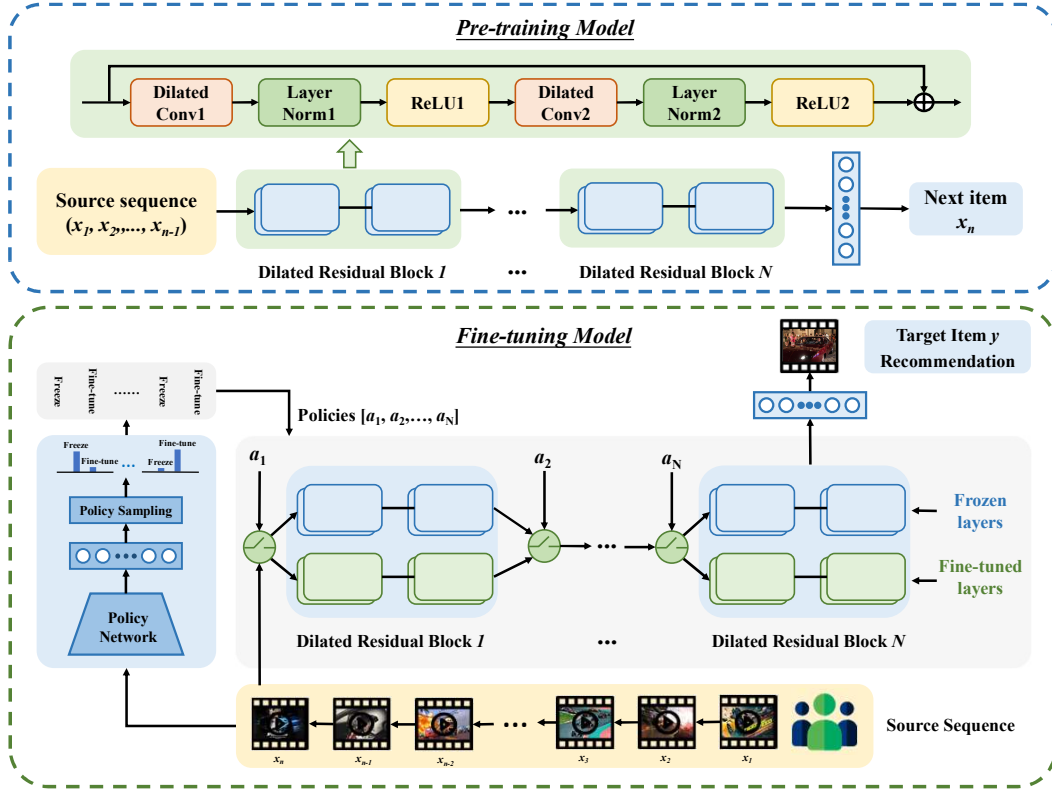 Pre-training Model
Dilated
Conv1
Layer
Norm1
ReLU1
Dilated
Conv2
Layer
Norm2
ReLU2
Source sequence
(x1, x2,,..., xn-1)
...
Next item
xn
Dilated Residual Block 1
...
Dilated Residual Block N
Fine-tuning Model
Target Item y
Recommendation
Freeze
Fine-tune
......
Freeze
Fine-tune
Policies [a1, a2,..., aN]
Freeze
Fine-tune
...
Freeze
Fine-tune
Policy Sampling
Policy
Network
a1
a2
aN
...
Frozen
layers
Fine-tuned
layers
Dilated Residual Block 1
...
Dilated Residual Block N
...
xn
xn-1
xn-2
x3
x2
x1
Source Sequence